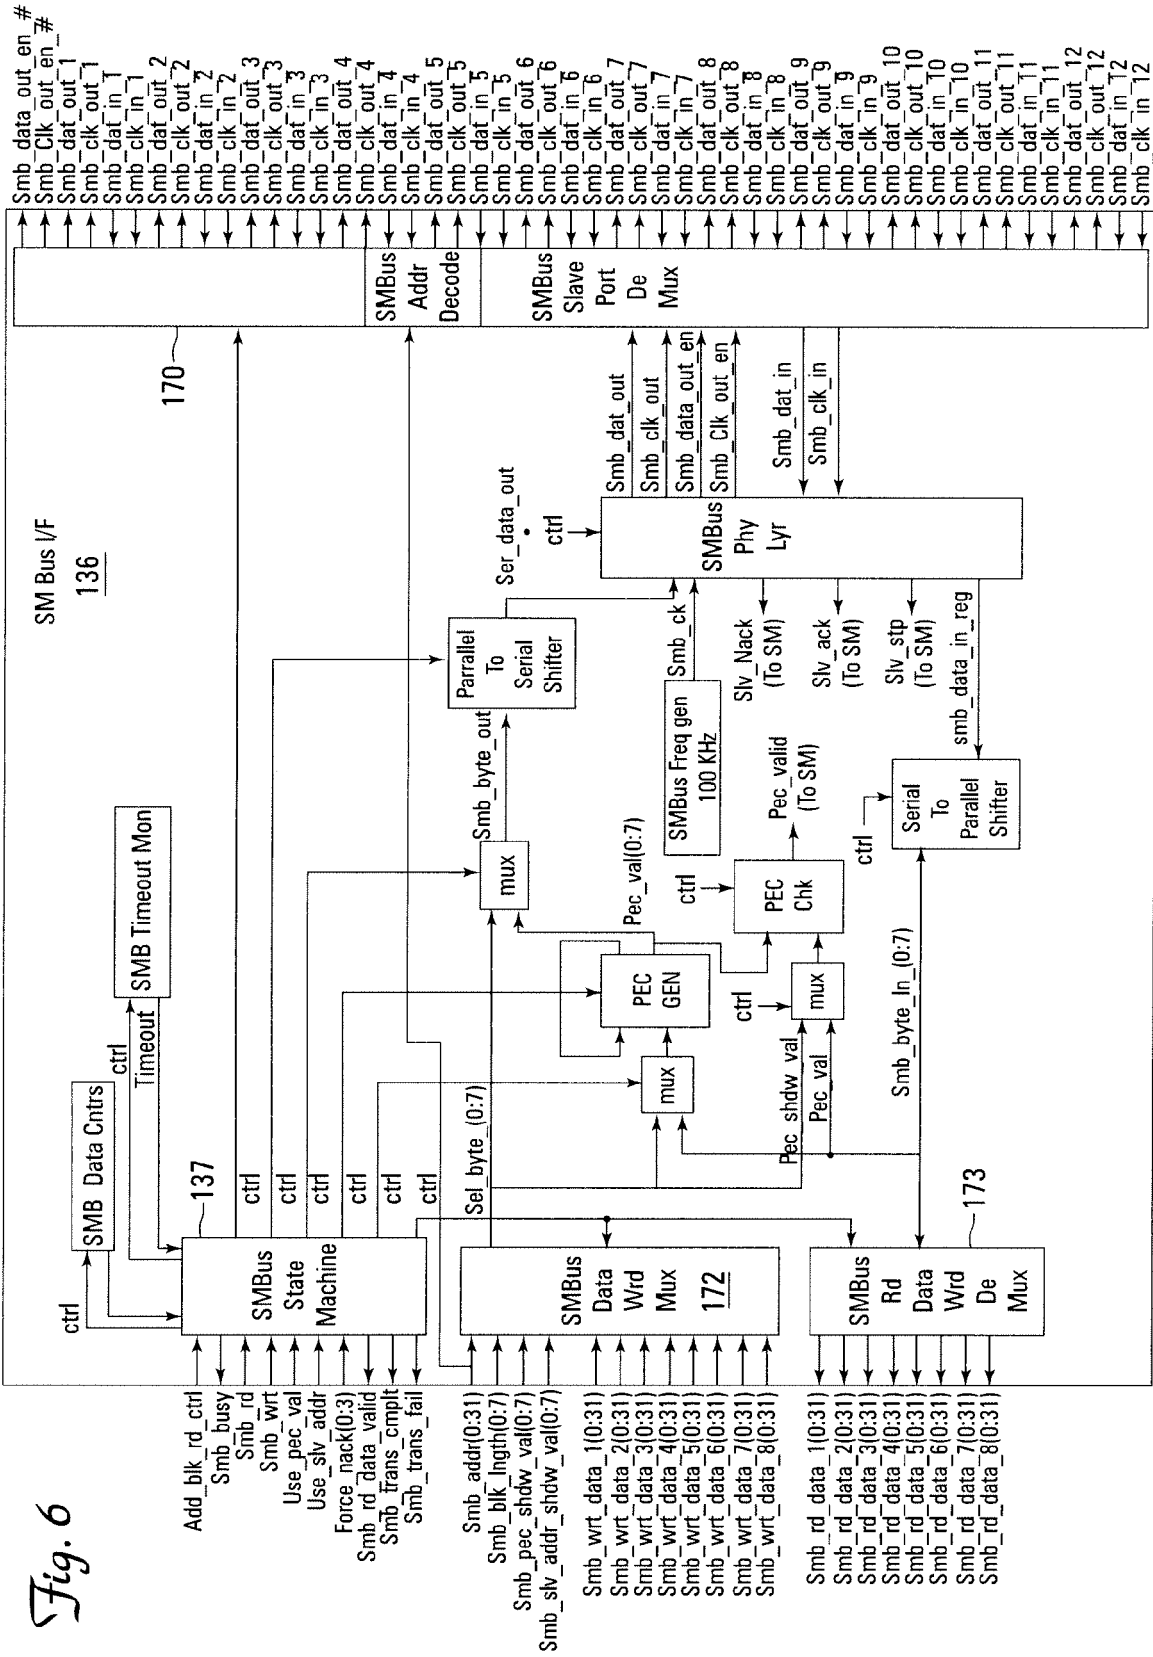 Fig. 6
SM Bus I/F
136
Add_blk_rd_ctrl
Smb_busy
Smb_rd
Smb_wrt
Use_pec_val
Use_slv_addr
Force_nack(0:3)
Smb_rd_data_valid
Smb_trans_cmplt
Smb_trans_fail
Smb_addr(0:31)
Smb_blk_lngth(0:7)
Smb_pec_shdw_val(0:7)
Smb_slv_addr_shdw_val(0:7)
Smb_wrt_data_1(0:31)
Smb_wrt_data_2(0:31)
Smb_wrt_data_3(0:31)
Smb_wrt_data_4(0:31)
Smb_wrt_data_5(0:31)
Smb_wrt_data_6(0:31)
Smb_wrt_data_7(0:31)
Smb_wrt_data_8(0:31)
Smb_rd_data_1(0:31)
Smb_rd_data_2(0:31)
Smb_rd_data_3(0:31)
Smb_rd_data_4(0:31)
Smb_rd_data_5(0:31)
Smb_rd_data_6(0:31)
Smb_rd_data_7(0:31)
Smb_rd_data_8(0:31)
ctrl
SMB Data Cntrs
ctrl
Timeout
SMB Timeout Mon
137
SMBus
State
Machine
ctrl
ctrl
ctrl
ctrl
ctrl
ctrl
SMBus
Data
Wrd
Mux
172
SMBus
Rd
Data
Wrd
De
Mux
173
Sel_byte_(0:7)
mux
PEC
GEN
Pec_shdw_val
Pec_val
ctrl
mux
Pec_val(0:7)
mux
Smb_byte_out
ctrl
PEC
Chk
Pec_valid
(To SM)
Smb_byte_In_(0:7)
ctrl
Serial
To
Parallel
Shifter
smb_data_in_reg
Parrallel
To
Serial
Shifter
SMBus Freq gen
100 KHz
Smb_ck
Ser_data_out
ctrl
SMBus
Phy
Lyr
Slv_Nack
(To SM)
Slv_ack
(To SM)
Slv_stp
(To SM)
Smb_dat_out
Smb_clk_out
Smb_data_out_en
Smb_Clk_out_en
Smb_dat_in
Smb_clk_in
170
SMBus
Addr
Decode
SMBus
Slave
Port
De
Mux
Smb_data_out_en_#
Smb_Clk_out_en_#
Smb_dat_out_1
Smb_clk_out_1
Smb_dat_in_1
Smb_clk_in_1
Smb_dat_out_2
Smb_clk_out_2
Smb_dat_in_2
Smb_clk_in_2
Smb_dat_out_3
Smb_clk_out_3
Smb_dat_in_3
Smb_clk_in_3
Smb_dat_out_4
Smb_clk_out_4
Smb_dat_in_4
Smb_clk_in_4
Smb_dat_out_5
Smb_clk_out_5
Smb_dat_in_5
Smb_clk_in_5
Smb_dat_out_6
Smb_clk_out_6
Smb_dat_in_6
Smb_clk_in_6
Smb_dat_out_7
Smb_clk_out_7
Smb_dat_in_7
Smb_clk_in_7
Smb_dat_out_8
Smb_clk_out_8
Smb_dat_in_8
Smb_clk_in_8
Smb_dat_out_9
Smb_clk_out_9
Smb_dat_in_9
Smb_clk_in_9
Smb_dat_out_10
Smb_clk_out_10
Smb_dat_in_10
Smb_clk_in_10
Smb_dat_out_11
Smb_clk_out_11
Smb_dat_in_11
Smb_clk_in_11
Smb_dat_out_12
Smb_clk_out_12
Smb_dat_in_12
Smb_clk_in_12